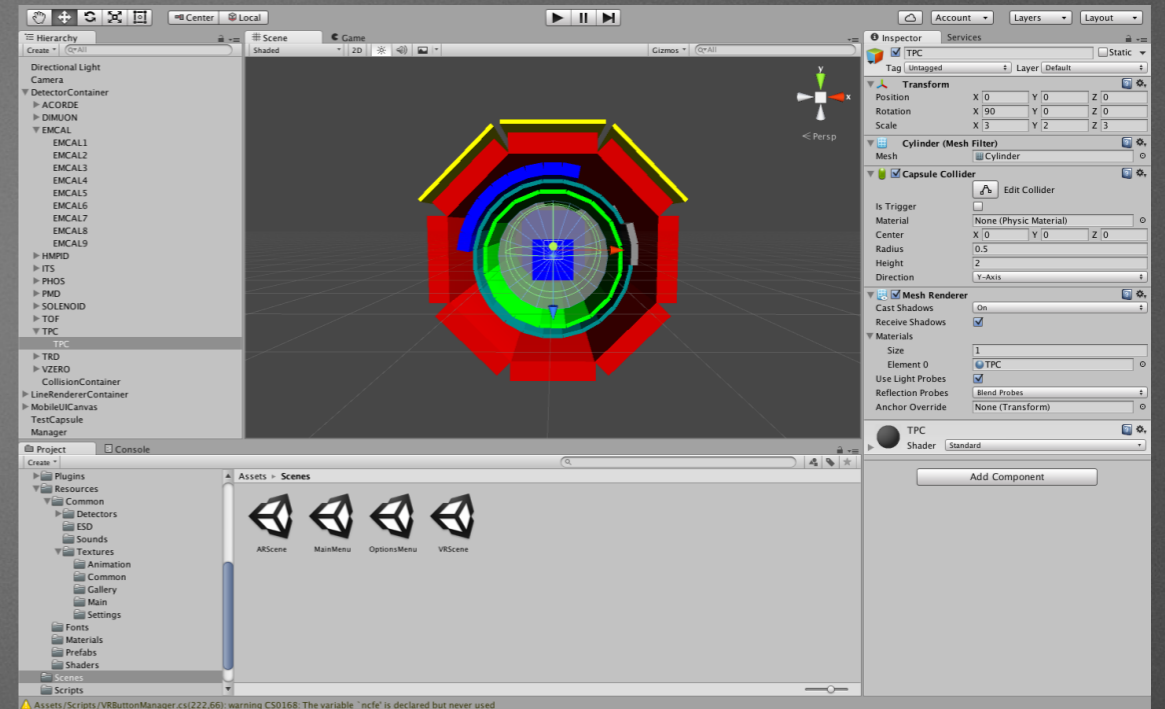 Center Local Account Layers Layout
Hierarchy
Create All
Directional Light
Camera
DetectorContainer
ACORDE
DIMUON
EMCAL
EMCAL1
EMCAL2
EMCAL3
EMCAL4
EMCAL5
EMCAL6
EMCAL7
EMCAL8
EMCAL9
HMPID
ITS
PHOS
PMD
SOLENOID
TOF
TPC
TPC
TRD
VZERO
CollisionContainer
LineRendererContainer
MobileUICanvas
TestCapsule
Manager
Scene Game
Shaded 2D Gizmos All
y
x
Persp
Inspector Services
TPC Static
Tag Untagged Layer Default
Transform
Position X 0 Y 0 Z 0
Rotation X 90 Y 0 Z 0
Scale X 3 Y 2 Z 3
Cylinder (Mesh Filter)
Mesh Cylinder
Capsule Collider
Edit Collider
Is Trigger
Material None (Physic Material)
Center X 0 Y 0 Z 0
Radius 0.5
Height 2
Direction Y-Axis
Mesh Renderer
Cast Shadows On
Receive Shadows
Materials
Size 1
Element 0 TPC
Use Light Probes
Reflection Probes Blend Probes
Anchor Override None (Transform)
TPC
Shader Standard
Add Component
Project Console
Create
Plugins
Resources
Common
Detectors
ESD
Sounds
Textures
Animation
Common
Gallery
Main
Settings
Fonts
Materials
Prefabs
Shaders
Scenes
Scripts
Assets Scenes
ARScene MainMenu OptionsMenu VRScene
Assets/Scripts/VRButtonManager.cs(222,66): warning CS0168: The variable `ncfe' is declared but never used